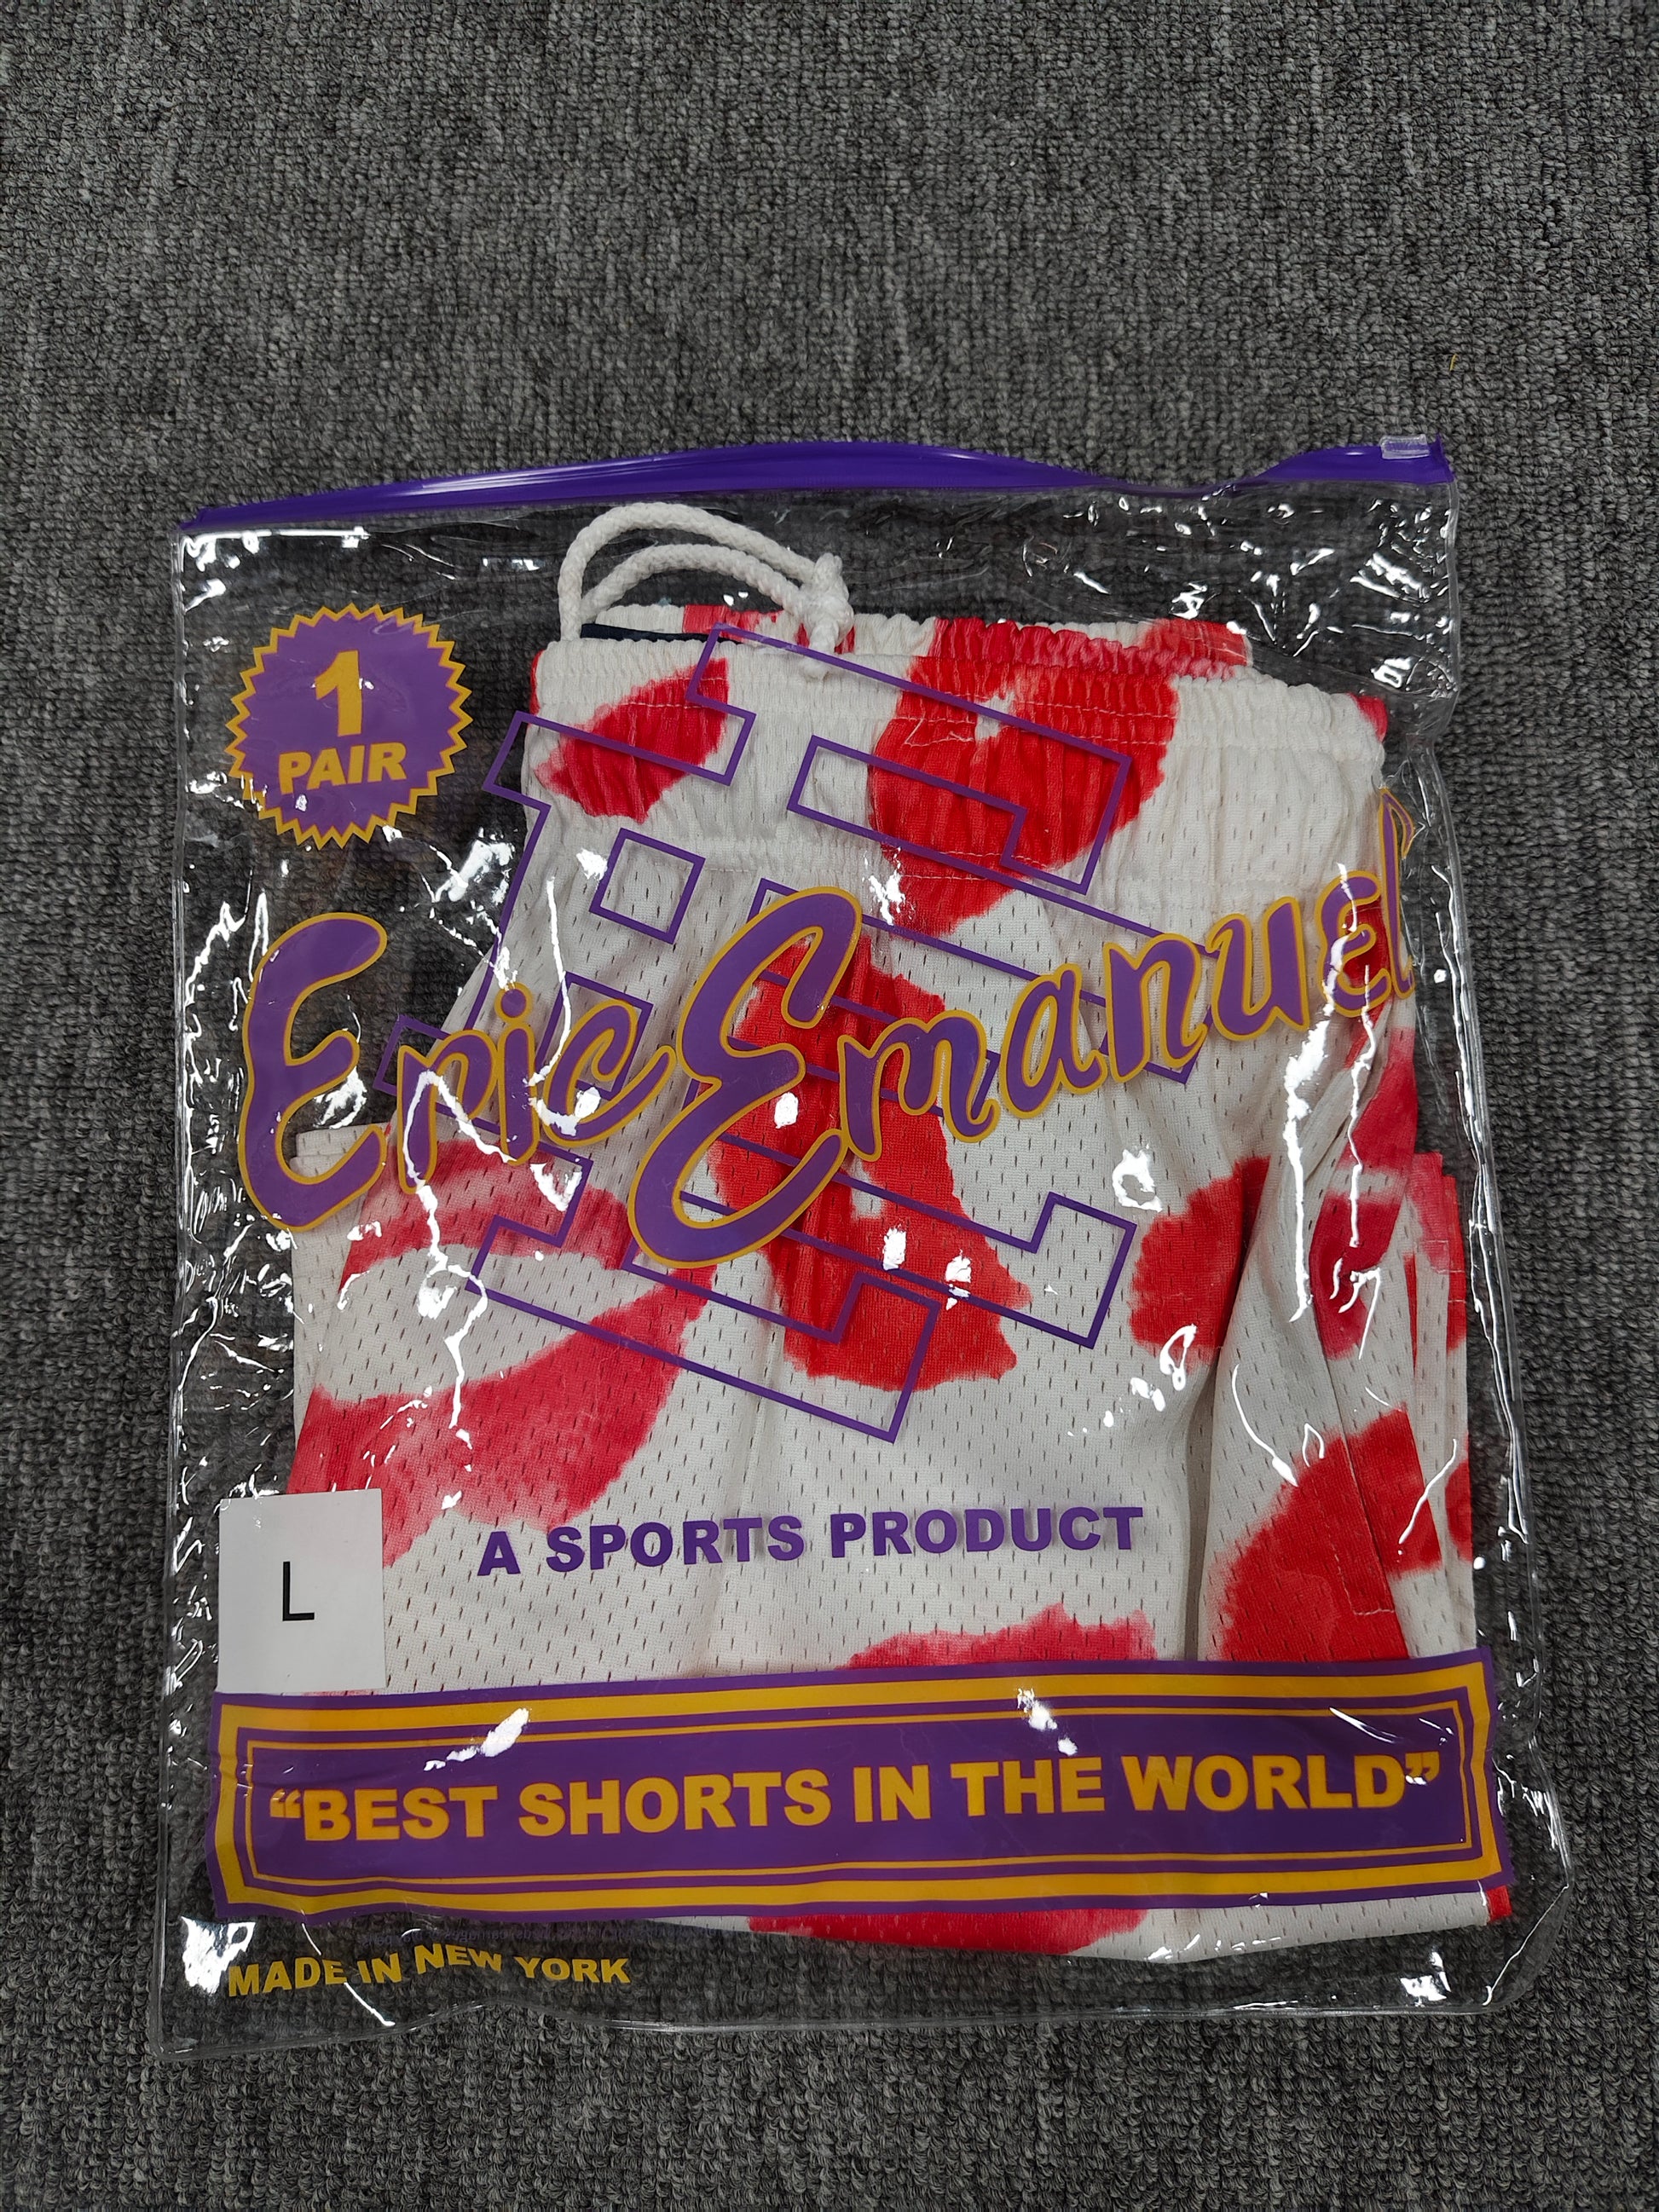 1
PAIR
Eric Emanuel
A SPORTS PRODUCT
L
“BEST SHORTS IN THE WORLD”
MADE IN NEW YORK